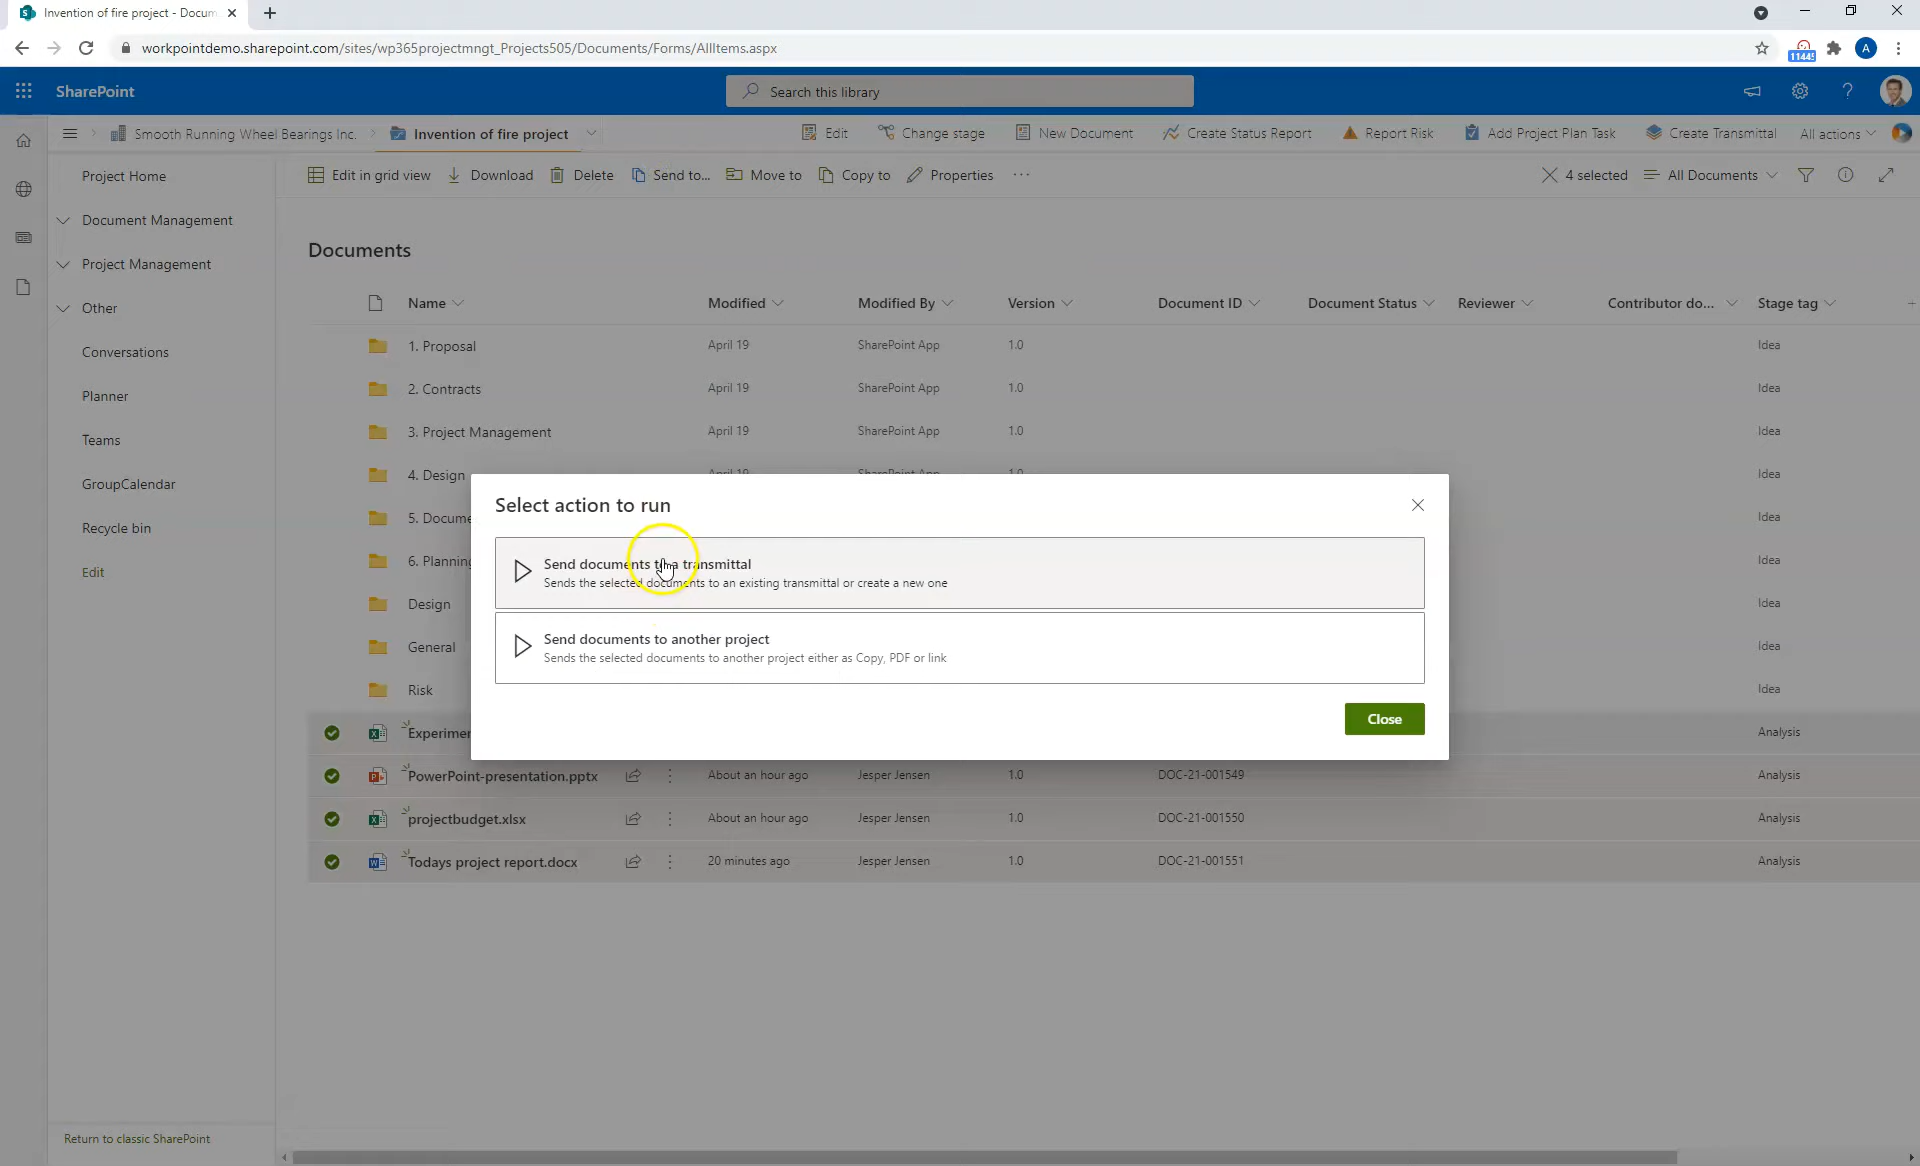 Invention of fire project - Docum
workpointdemo.sharepoint.com/sites/wp365projectmngt_Projects505/Documents/Forms/AllItems.aspx
11445
A
SharePoint
Search this library
Smooth Running Wheel Bearings Inc.
Invention of fire project
Edit
Change stage
New Document
Create Status Report
Report Risk
Add Project Plan Task
Create Transmittal
All actions
Edit in grid view
Download
Delete
Send to...
Move to
Copy to
Properties
4 selected
All Documents
Project Home
Document Management
Project Management
Other
Conversations
Planner
Teams
GroupCalendar
Recycle bin
Edit
Return to classic SharePoint
Documents
Name Modified Modified By Version Document ID Document Status Reviewer Contributor do... Stage tag
1. Proposal April 19 SharePoint App 1.0 Idea
2. Contracts April 19 SharePoint App 1.0 Idea
3. Project Management April 19 SharePoint App 1.0 Idea
4. Design April 19 SharePoint App 1.0 Idea
5. Docume Idea
6. Planning Idea
Design Idea
General Idea
Risk Idea
Experimen Analysis
PowerPoint-presentation.pptx About an hour ago Jesper Jensen 1.0 DOC-21-001549 Analysis
projectbudget.xlsx About an hour ago Jesper Jensen 1.0 DOC-21-001550 Analysis
Todays project report.docx 20 minutes ago Jesper Jensen 1.0 DOC-21-001551 Analysis
Select action to run
Send documents to a transmittal
Sends the selected documents to an existing transmittal or create a new one
Send documents to another project
Sends the selected documents to another project either as Copy, PDF or link
Close